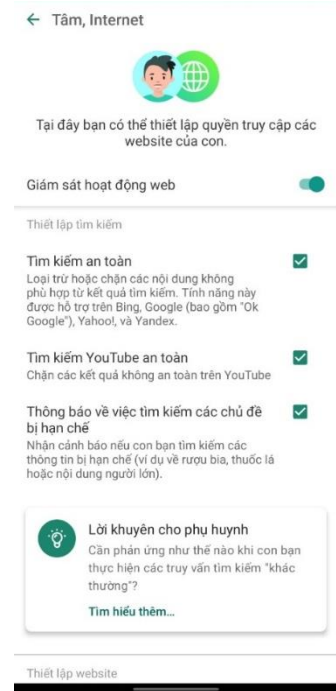 Tâm, Internet
Tại đây bạn có thể thiết lập quyền truy cập các
website của con.
Giám sát hoạt động web
Thiết lập tìm kiếm
Tìm kiếm an toàn
Loại trừ hoặc chặn các nội dung không
phù hợp từ kết quả tìm kiếm. Tính năng này
được hỗ trợ trên Bing, Google (bao gồm "Ok
Google"), Yahoo!, và Yandex.
Tìm kiếm YouTube an toàn
Chặn các kết quả không an toàn trên YouTube
Thông báo về việc tìm kiếm các chủ đề
bị hạn chế
Nhận cảnh báo nếu con bạn tìm kiếm các
thông tin bị hạn chế (ví dụ về rượu bia, thuốc lá
hoặc nội dung người lớn).
Lời khuyên cho phụ huynh
Cần phản ứng như thế nào khi con bạn
thực hiện các truy vấn tìm kiếm "khác
thường"?
Tìm hiểu thêm...
Thiết lập website